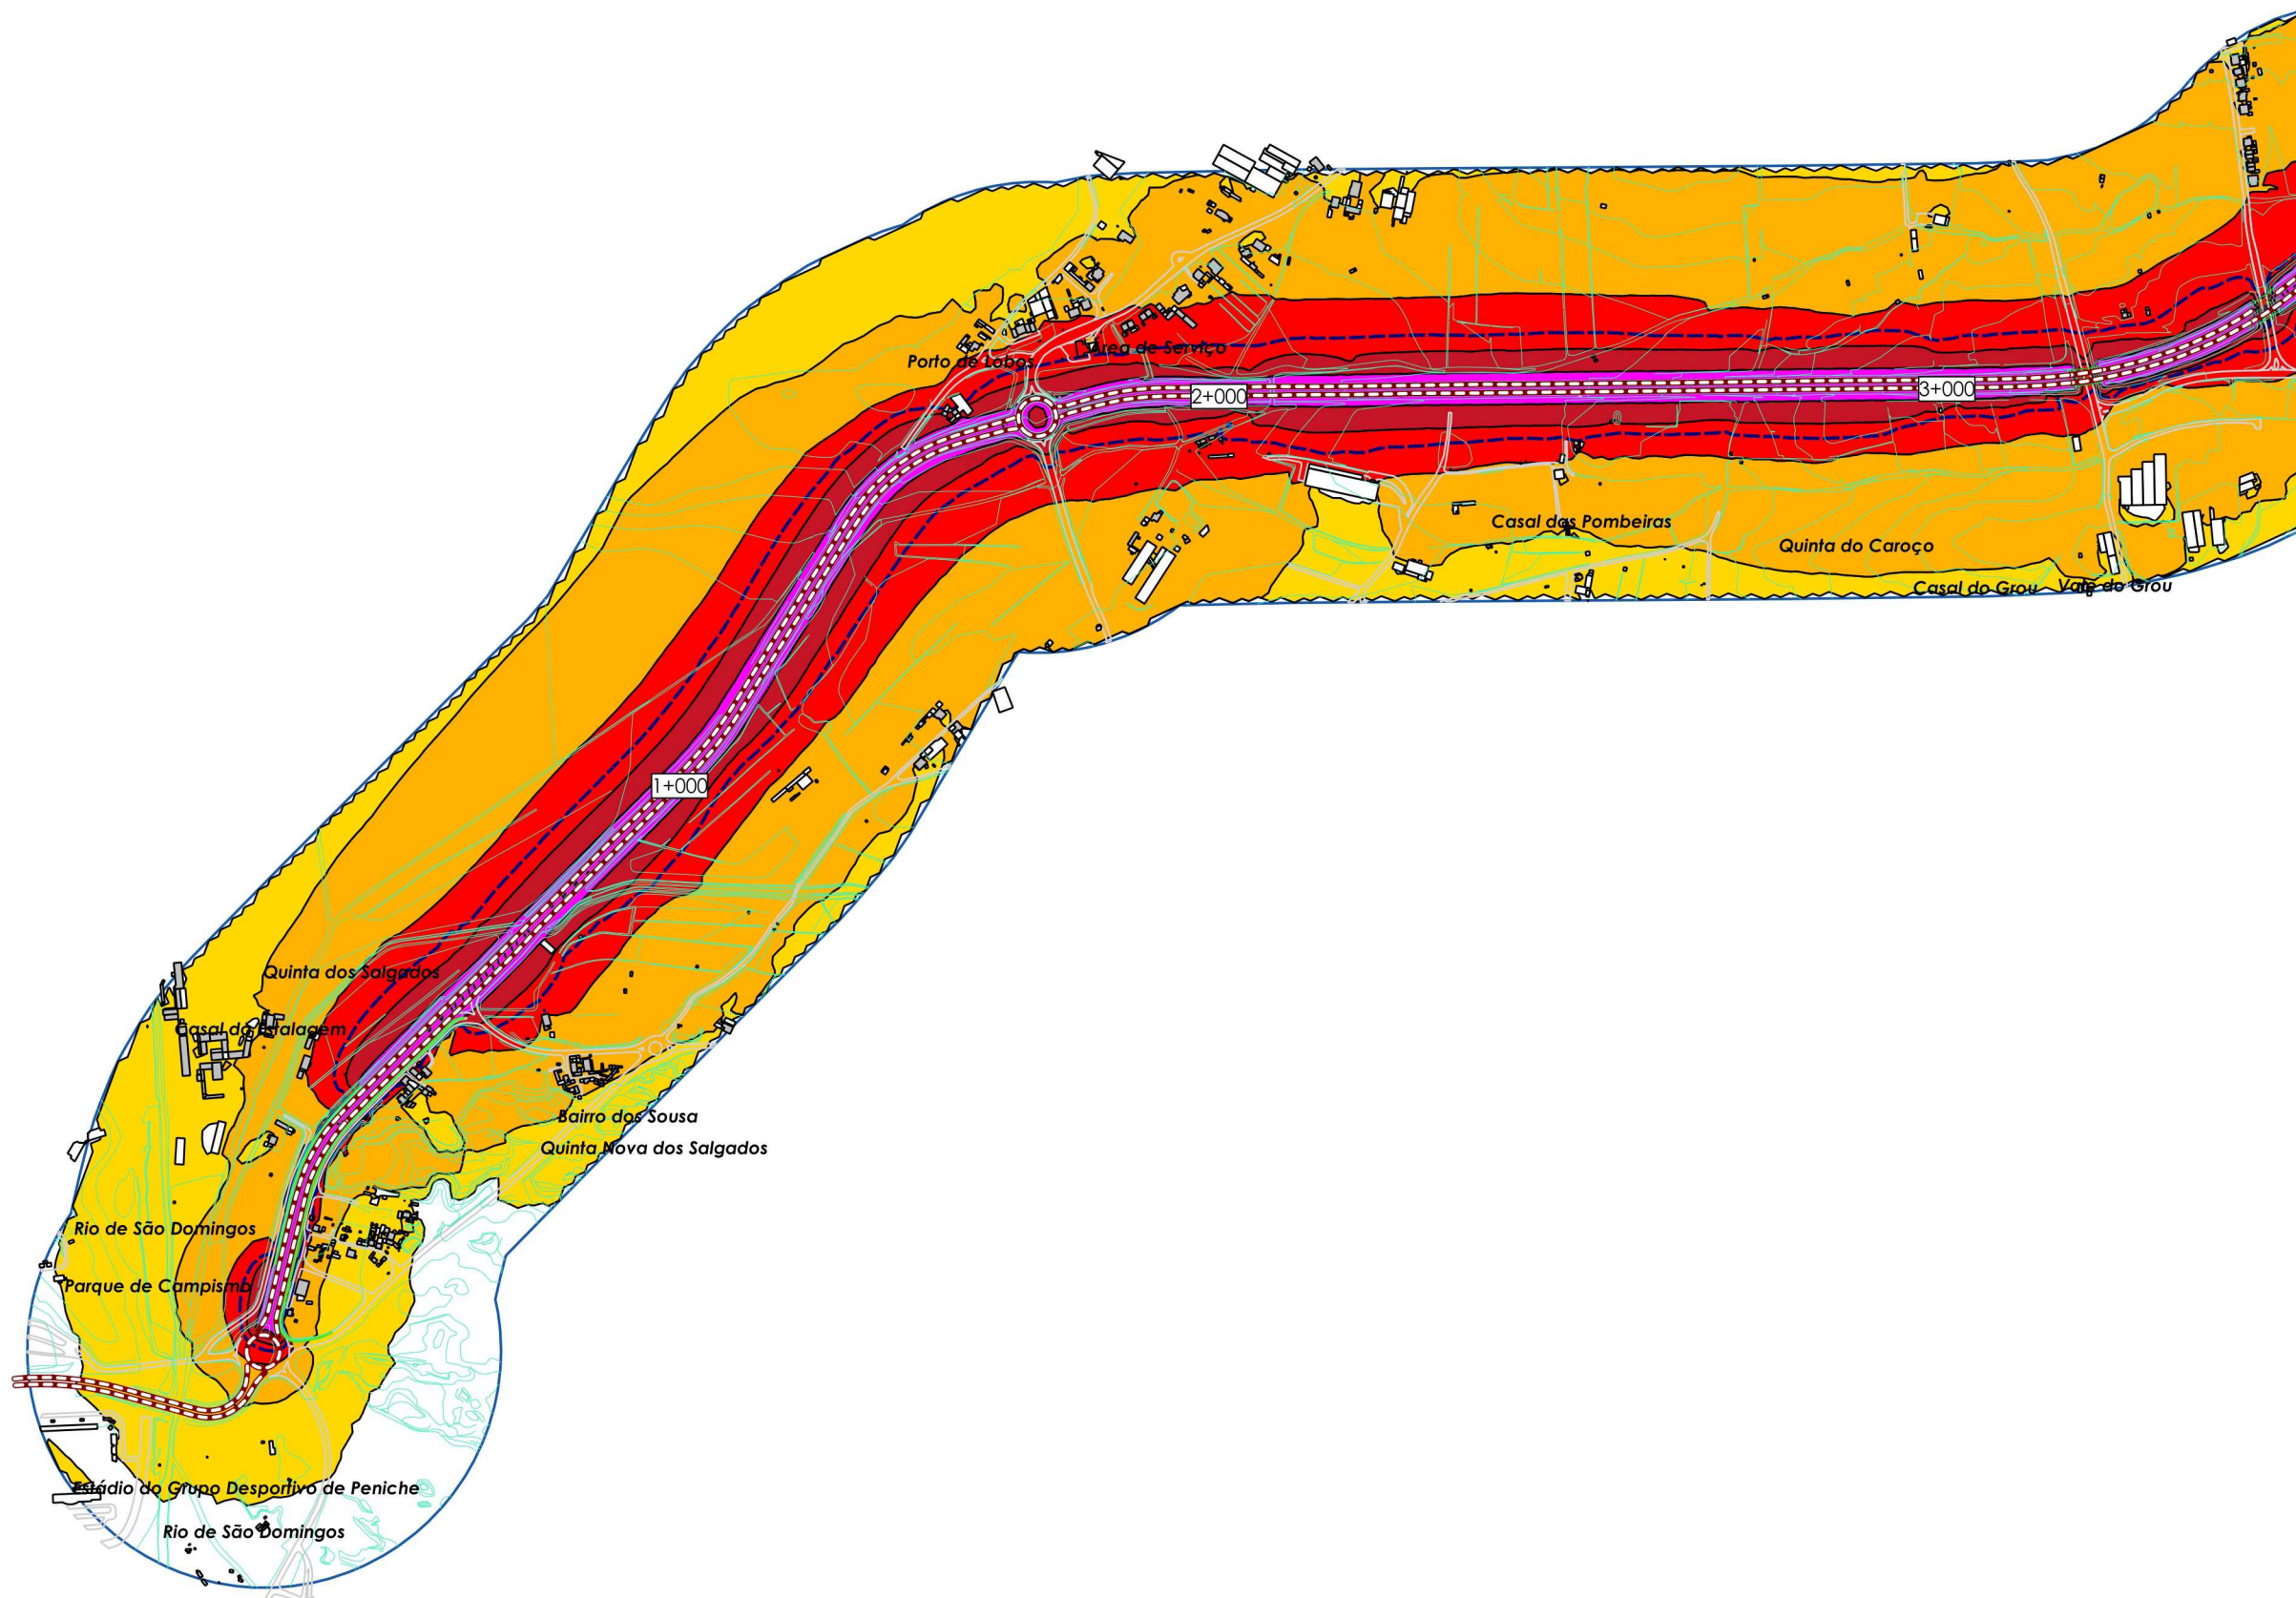 Área de Serviço
Porto de Lobos
2+000
3+000
Casal das Pombeiras
Quinta do Caroço
Casal do Grou
Vale do Grou
1+000
Quinta dos Salgados
Casal da Estalagem
Bairro dos Sousa
Quinta Nova dos Salgados
Rio de São Domingos
Parque de Campismo
Estádio do Grupo Desportivo de Peniche
Rio de São Domingos